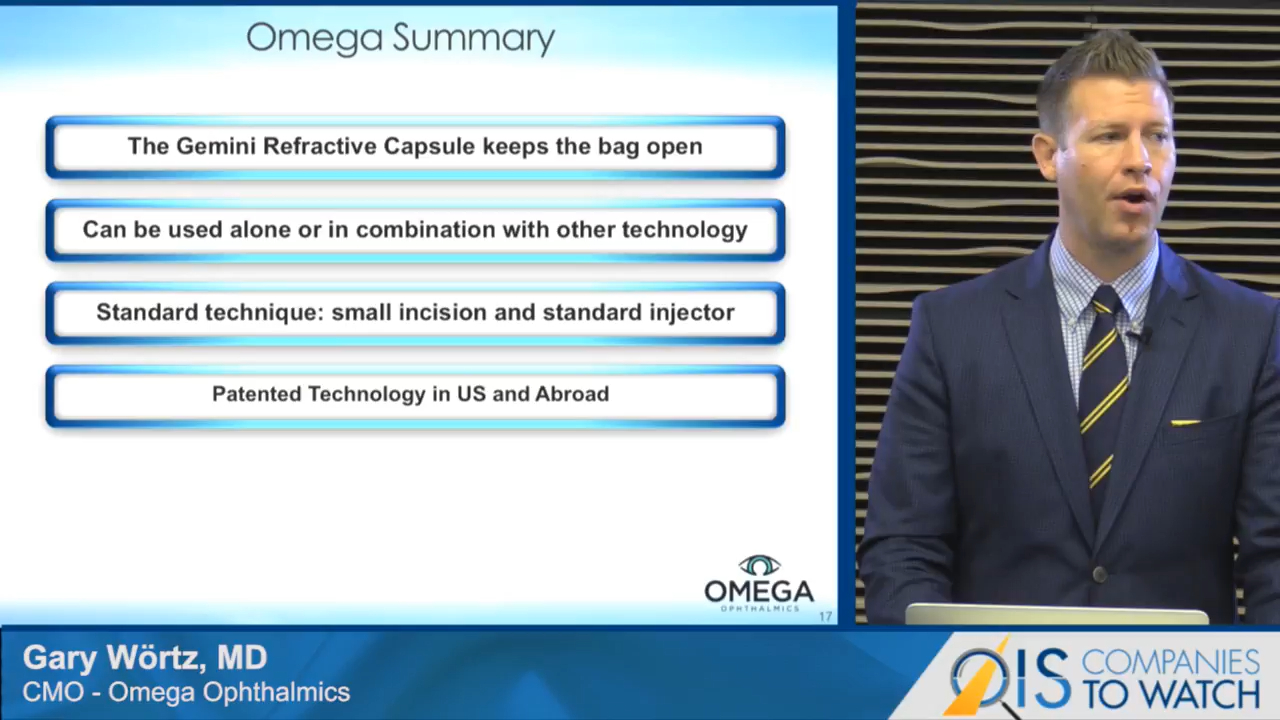 Omega Summary
The Gemini Refractive Capsule keeps the bag open
Can be used alone or in combination with other technology
Standard technique: small incision and standard injector
Patented Technology in US and Abroad
OMEGA
OPHTHALMICS
17
Gary Wörtz, MD
CMO - Omega Ophthalmics
OIS COMPANIES
TO WATCH